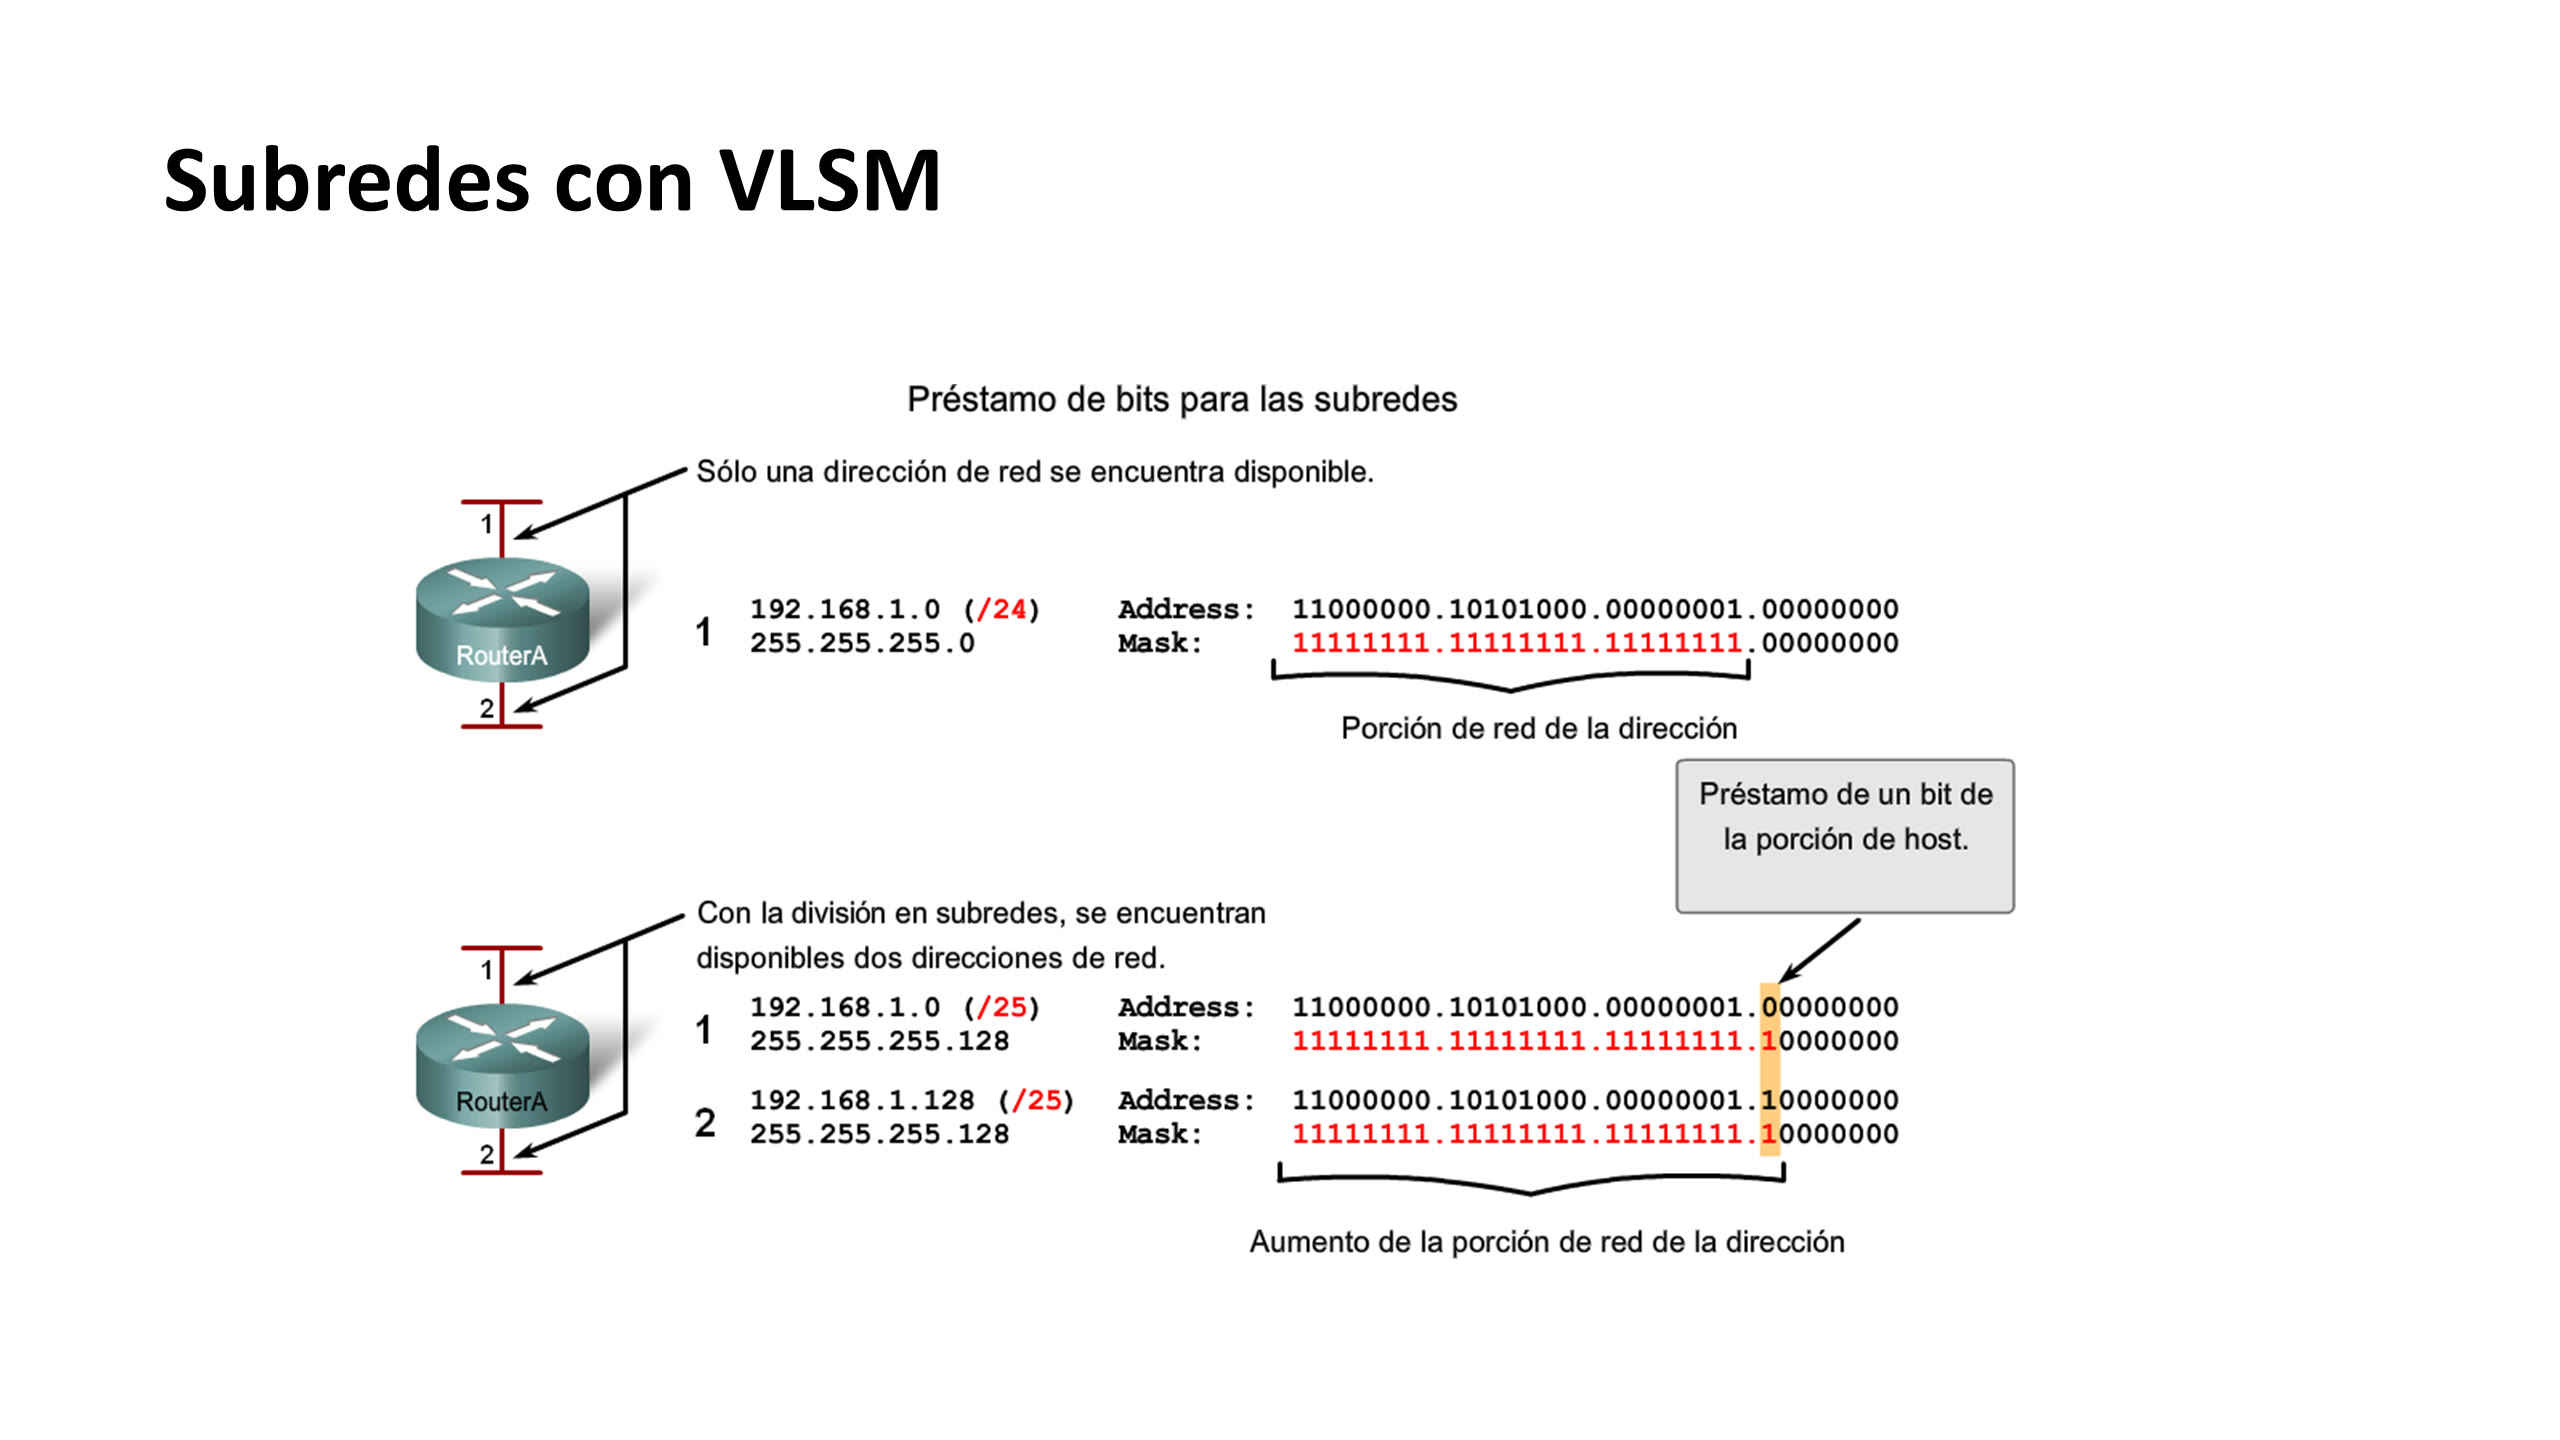 Subredes con VLSM
Préstamo de bits para las subredes
Sólo una dirección de red se encuentra disponible.
1
RouterA
2
1
192.168.1.0 (/24)
255.255.255.0
Address: 11000000.10101000.00000001.00000000
Mask: 11111111.11111111.11111111.00000000
Porción de red de la dirección
Préstamo de un bit de
la porción de host.
Con la división en subredes, se encuentran
disponibles dos direcciones de red.
1
RouterA
2
1
192.168.1.0 (/25)
255.255.255.128
Address: 11000000.10101000.00000001.00000000
Mask: 11111111.11111111.11111111.10000000
2
192.168.1.128 (/25)
255.255.255.128
Address: 11000000.10101000.00000001.10000000
Mask: 11111111.11111111.11111111.10000000
Aumento de la porción de red de la dirección